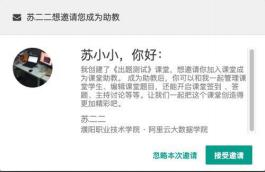 苏二二想邀请您成为助教
苏小小，你好：
我创建了《出题测试》课堂，想邀请你加入课堂成
为课堂助教。 成为助教后，你可以和我一起管理课
堂学生、编辑课堂题目，还能开启课堂签到 、答
题、主持讨论等等。让我们一起把这个课堂创造得
更加精彩吧。
苏二二
濮阳职业技术学院 · 阿里云大数据学院
忽略本次邀请 接受邀请